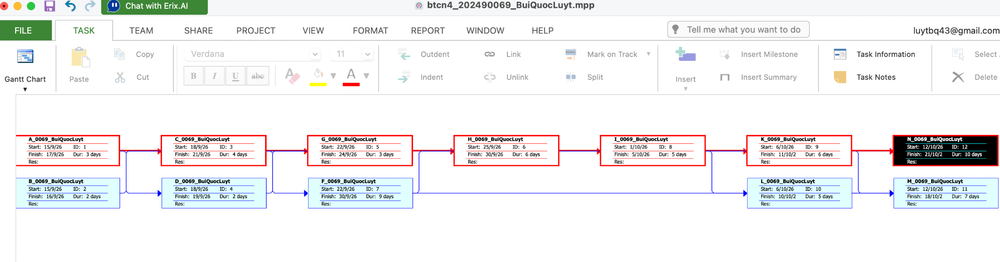 Chat with Erix.AI
btcn4_202490069_BuiQuocLuyt.mpp
FILE TASK TEAM SHARE PROJECT VIEW FORMAT REPORT WINDOW HELP Tell me what you want to do luytbq43@gmail.com
Gantt Chart
Paste
Copy
Cut
Verdana 11
B I U abc A A
Outdent
Indent
Link
Unlink
Mark on Track
Split
Insert
Insert Milestone
Insert Summary
Task Information
Task Notes
Select
Delete
A_0069_BuiQuocLuyt
Start: 15/9/26 ID: 1
Finish: 17/9/26 Dur: 3 days
Res:
C_0069_BuiQuocLuyt
Start: 18/9/26 ID: 3
Finish: 21/9/26 Dur: 4 days
Res:
G_0069_BuiQuocLuyt
Start: 22/9/26 ID: 5
Finish: 24/9/26 Dur: 3 days
Res:
H_0069_BuiQuocLuyt
Start: 25/9/26 ID: 6
Finish: 30/9/26 Dur: 6 days
Res:
I_0069_BuiQuocLuyt
Start: 1/10/26 ID: 8
Finish: 5/10/26 Dur: 5 days
Res:
K_0069_BuiQuocLuyt
Start: 6/10/26 ID: 9
Finish: 11/10/2 Dur: 6 days
Res:
N_0069_BuiQuocLuyt
Start: 12/10/26 ID: 12
Finish: 21/10/2 Dur: 10 days
Res:
B_0069_BuiQuocLuyt
Start: 15/9/26 ID: 2
Finish: 16/9/26 Dur: 2 days
Res:
D_0069_BuiQuocLuyt
Start: 18/9/26 ID: 4
Finish: 19/9/26 Dur: 2 days
Res:
F_0069_BuiQuocLuyt
Start: 22/9/26 ID: 7
Finish: 30/9/26 Dur: 9 days
Res:
L_0069_BuiQuocLuyt
Start: 6/10/26 ID: 10
Finish: 10/10/2 Dur: 5 days
Res:
M_0069_BuiQuocLuyt
Start: 12/10/26 ID: 11
Finish: 18/10/2 Dur: 7 days
Res: